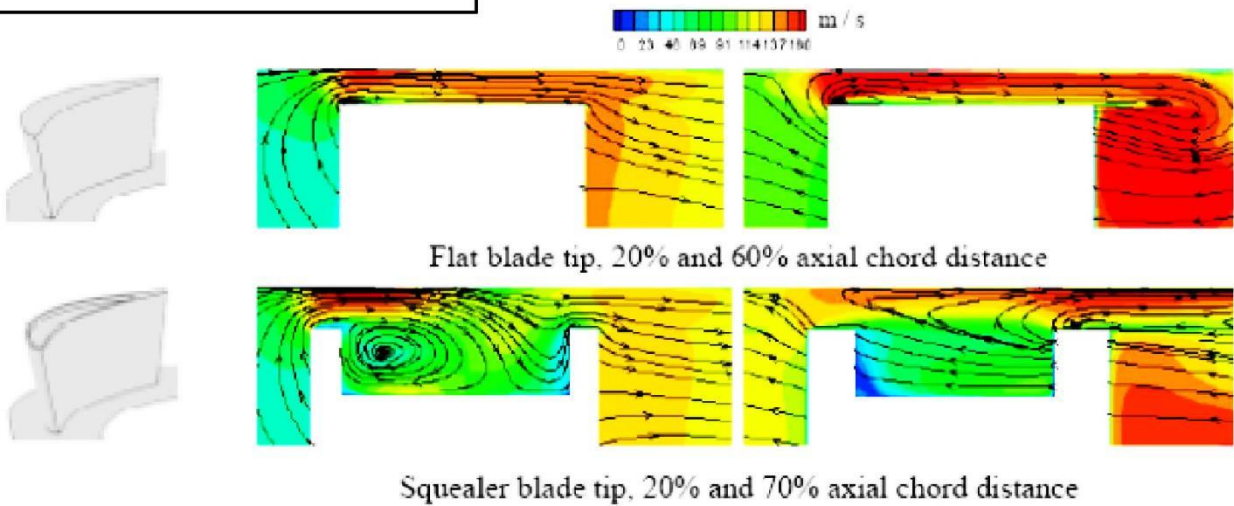 m / s
0 23 46 69 91 114 137 160
Flat blade tip, 20% and 60% axial chord distance
Squealer blade tip, 20% and 70% axial chord distance